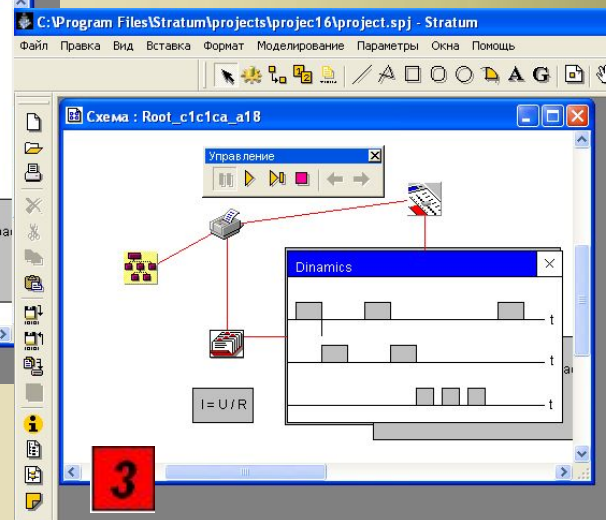 C:\Program Files\Stratum\projects\projec16\project.spj - Stratum
Файл Правка Вид Вставка Формат Моделирование Параметры Окна Помощь
A G
Схема : Root_c1c1ca_a18
Управление
Dinamics
t
t
t
I = U / R
3